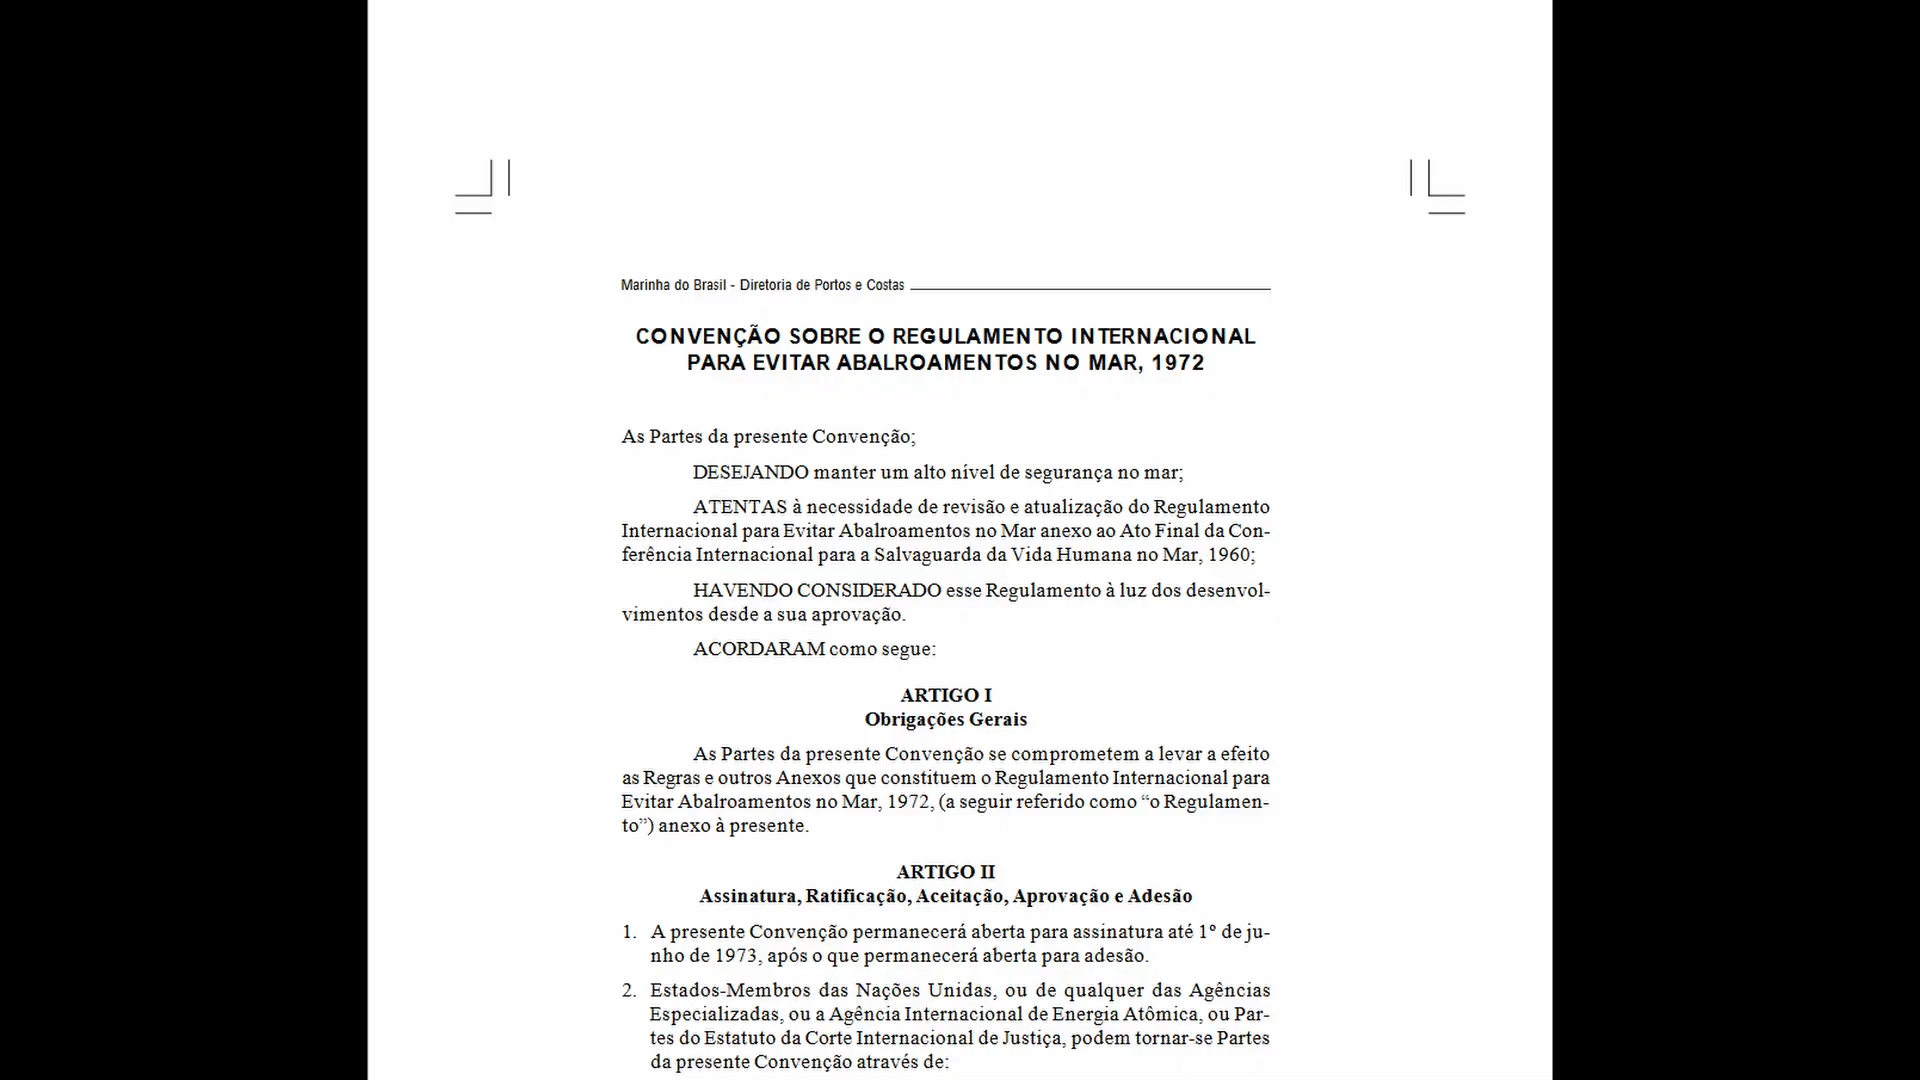 Marinha do Brasil - Diretoria de Portos e Costas
CONVENÇÃO SOBRE O REGULAMENTO INTERNACIONAL
PARA EVITAR ABALROAMENTOS NO MAR, 1972
As Partes da presente Convenção;
DESEJANDO manter um alto nível de segurança no mar;
ATENTAS à necessidade de revisão e atualização do Regulamento
Internacional para Evitar Abalroamentos no Mar anexo ao Ato Final da Con-
ferência Internacional para a Salvaguarda da Vida Humana no Mar, 1960;
HAVENDO CONSIDERADO esse Regulamento à luz dos desenvol-
vimentos desde a sua aprovação.
ACORDARAM como segue:
ARTIGO I
Obrigações Gerais
As Partes da presente Convenção se comprometem a levar a efeito
as Regras e outros Anexos que constituem o Regulamento Internacional para
Evitar Abalroamentos no Mar, 1972, (a seguir referido como “o Regulamen-
to”) anexo à presente.
ARTIGO II
Assinatura, Ratificação, Aceitação, Aprovação e Adesão
1. A presente Convenção permanecerá aberta para assinatura até 1º de ju-
nho de 1973, após o que permanecerá aberta para adesão.
2. Estados-Membros das Nações Unidas, ou de qualquer das Agências
Especializadas, ou a Agência Internacional de Energia Atômica, ou Par-
tes do Estatuto da Corte Internacional de Justiça, podem tornar-se Partes
da presente Convenção através de: